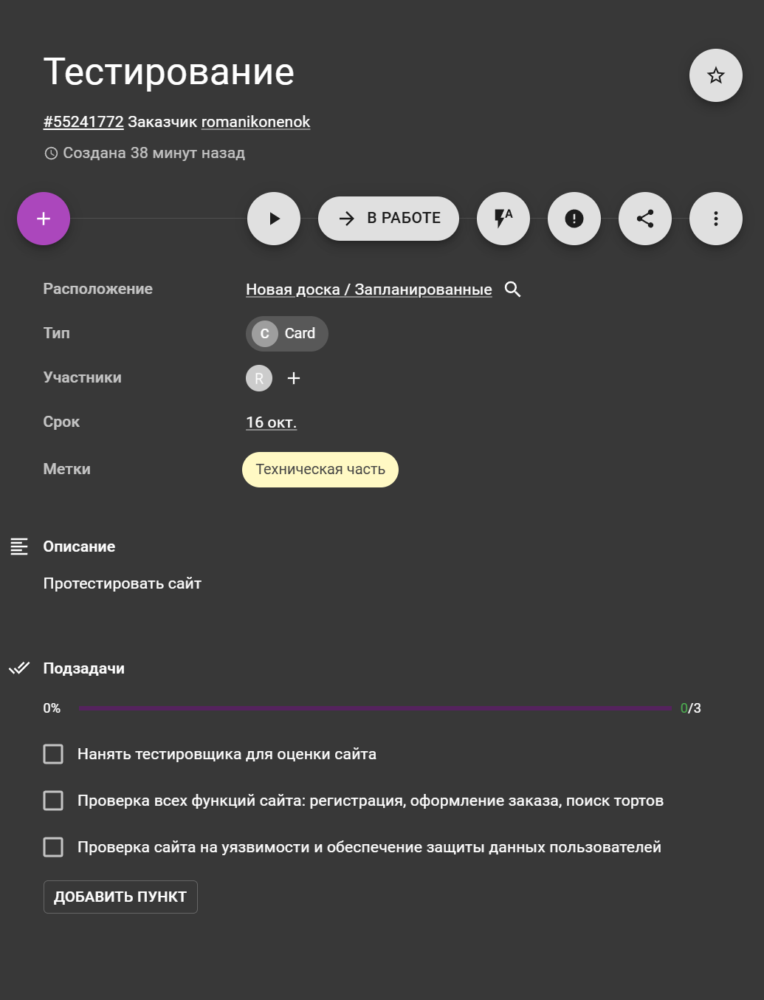 Тестирование
#55241772 Заказчик romanikonenok
Создана 38 минут назад
В РАБОТЕ
Расположение Новая доска / Запланированные
Тип C Card
Участники R
Срок 16 окт.
Метки Техническая часть
Описание
Протестировать сайт
Подзадачи
0% 0/3
Нанять тестировщика для оценки сайта
Проверка всех функций сайта: регистрация, оформление заказа, поиск тортов
Проверка сайта на уязвимости и обеспечение защиты данных пользователей
ДОБАВИТЬ ПУНКТ